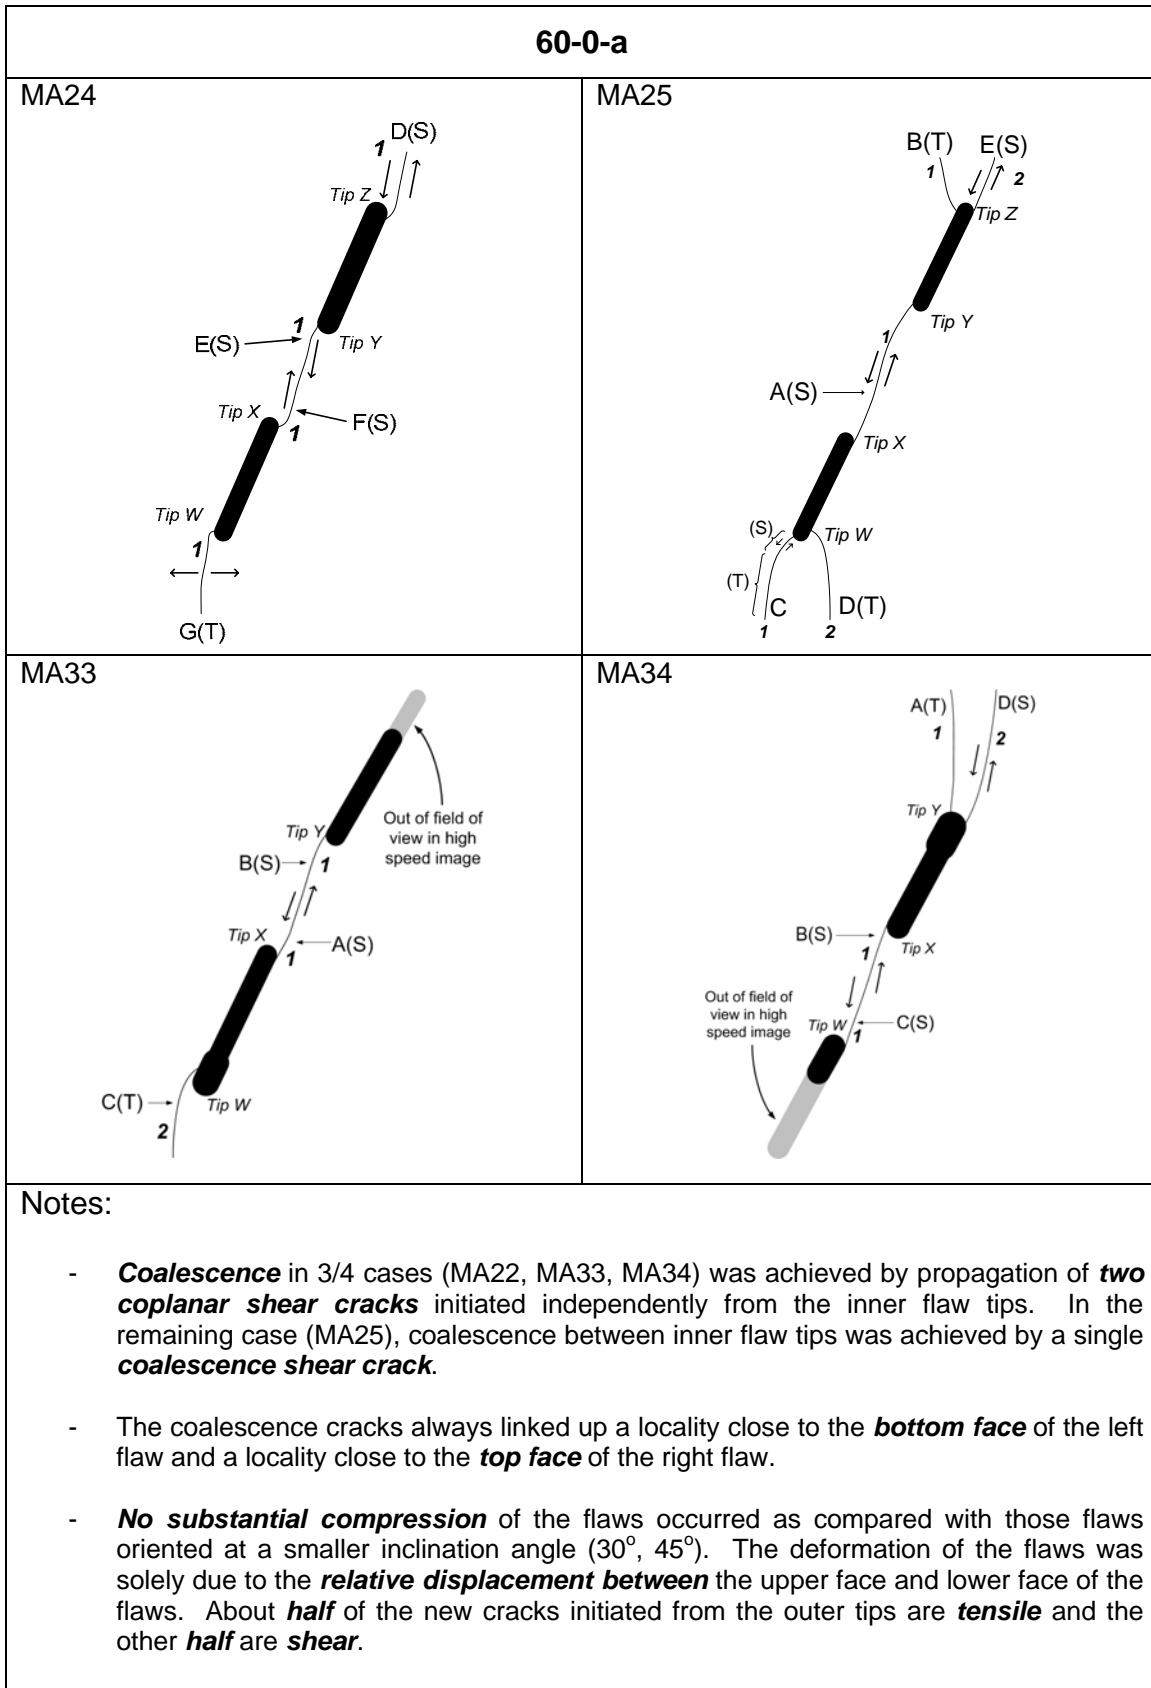 60-0-a
MA24
D(S)
1
Tip Z
1
E(S)
Tip Y
Tip X
F(S)
1
Tip W
1
G(T)
MA25
B(T) E(S)
1 2
Tip Z
Tip Y
1
A(S)
Tip X
(S)
Tip W
(T)
C D(T)
1 2
MA33
Out of field of
view in high
speed image
Tip Y
B(S) 1
Tip X
A(S)
1
C(T)
Tip W
2
MA34
A(T) D(S)
1 2
Tip Y
B(S)
1
Tip X
Out of field of
view in high
speed image
Tip W C(S)
1
Notes:
- Coalescence in 3/4 cases (MA22, MA33, MA34) was achieved by propagation of two
coplanar shear cracks initiated independently from the inner flaw tips. In the
remaining case (MA25), coalescence between inner flaw tips was achieved by a single
coalescence shear crack.
- The coalescence cracks always linked up a locality close to the bottom face of the left
flaw and a locality close to the top face of the right flaw.
- No substantial compression of the flaws occurred as compared with those flaws
oriented at a smaller inclination angle (30°, 45°). The deformation of the flaws was
solely due to the relative displacement between the upper face and lower face of the
flaws. About half of the new cracks initiated from the outer tips are tensile and the
other half are shear.